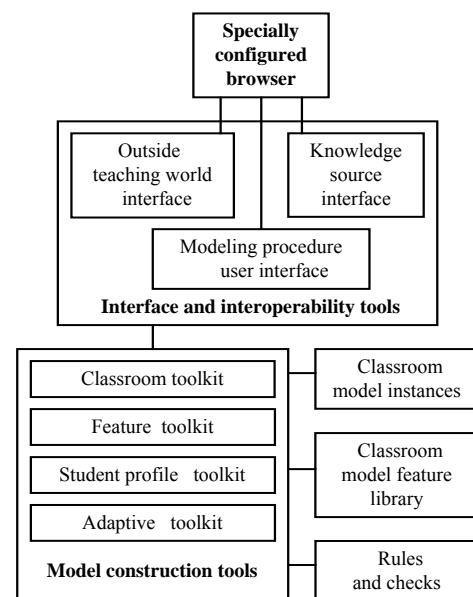 Specially
configured
browser
Outside
teaching world
interface
Knowledge
source
interface
Modeling procedure
user interface
Interface and interoperability tools
Classroom toolkit
Feature toolkit
Student profile toolkit
Adaptive toolkit
Model construction tools
Classroom
model instances
Classroom
model feature
library
Rules
and checks